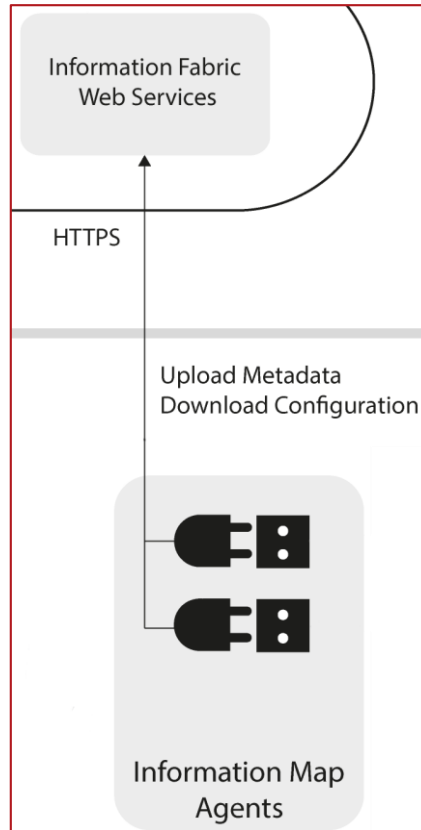 Information Fabric
Web Services
HTTPS
Upload Metadata
Download Configuration
Information Map
Agents